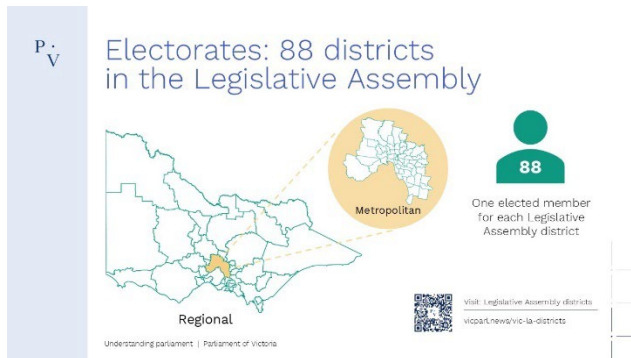 P.
V
Electorates: 88 districts
in the Legislative Assembly
Metropolitan
Regional
88
One elected member
for each Legislative
Assembly district
Visit: Legislative Assembly districts
vicparl.news/vic-la-districts
Understanding parliament | Parliament of Victoria